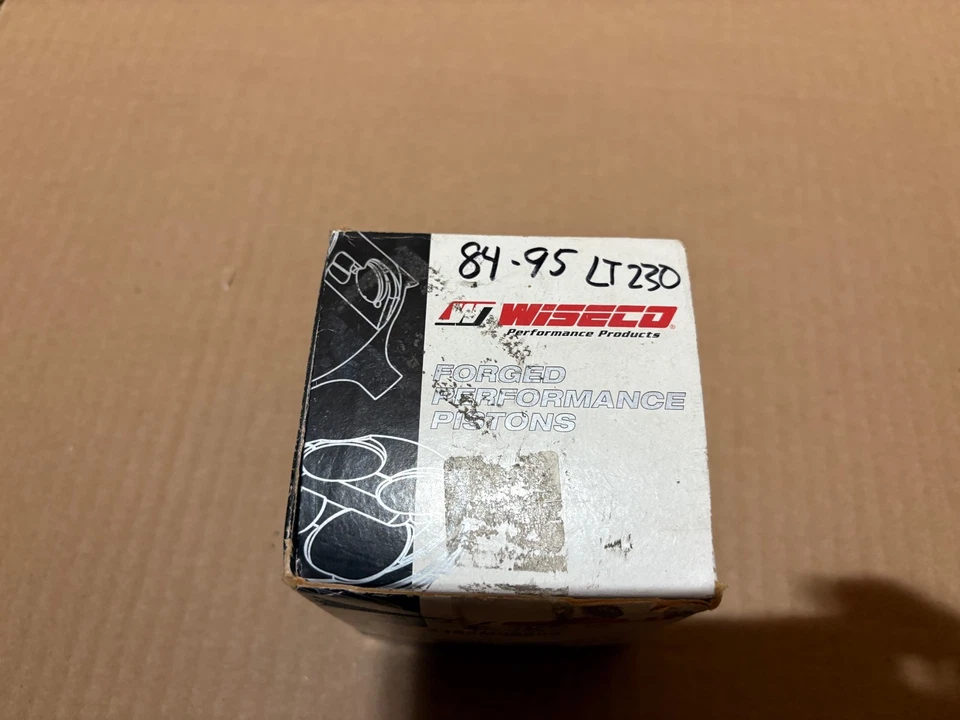 84-95 LT230
WISECO®
Performance Products
FORGED
PERFORMANCE
PISTONS